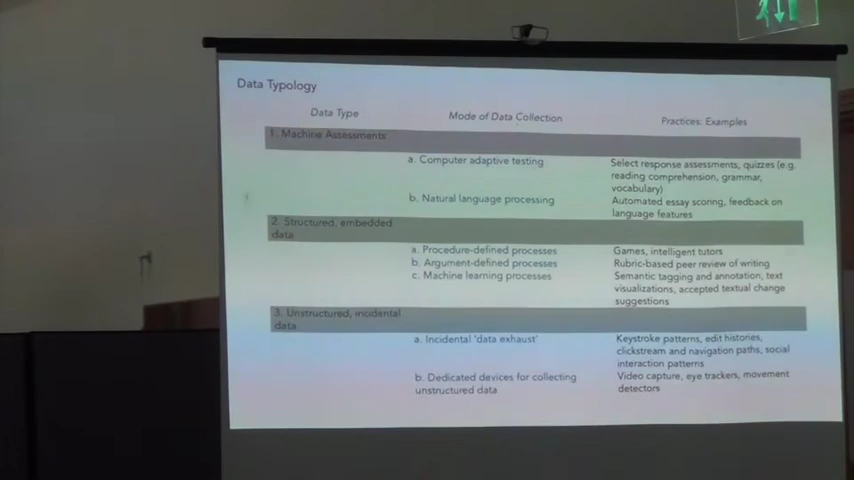 Data Typology
Data Type Mode of Data Collection Practices: Examples
1. Machine Assessments
a. Computer adaptive testing Select response assessments, quizzes (e.g.
reading comprehension, grammar,
vocabulary)
b. Natural language processing Automated essay scoring, feedback on
language features
2. Structured, embedded
data
a. Procedure-defined processes Games, intelligent tutors
b. Argument-defined processes Rubric-based peer review of writing
c. Machine learning processes Semantic tagging and annotation, text
visualizations, accepted textual change
suggestions
3. Unstructured, incidental
data
a. Incidental 'data exhaust' Keystroke patterns, edit histories,
clickstream and navigation paths, social
interaction patterns
b. Dedicated devices for collecting Video capture, eye trackers, movement
unstructured data detectors